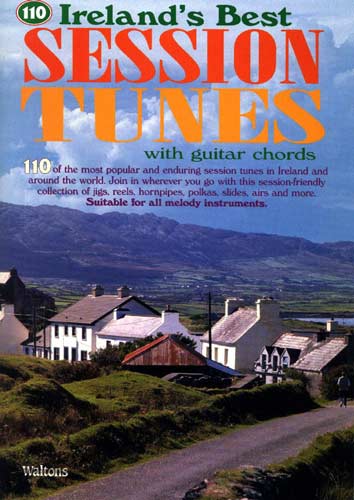 110 Ireland's Best
SESSION
TUNES
with guitar chords
110 of the most popular and enduring session tunes in Ireland and
around the world. Join in wherever you go with this session-friendly
collection of jigs, reels, hornpipes, polkas, slides, airs and more.
Suitable for all melody instruments.
Waltons